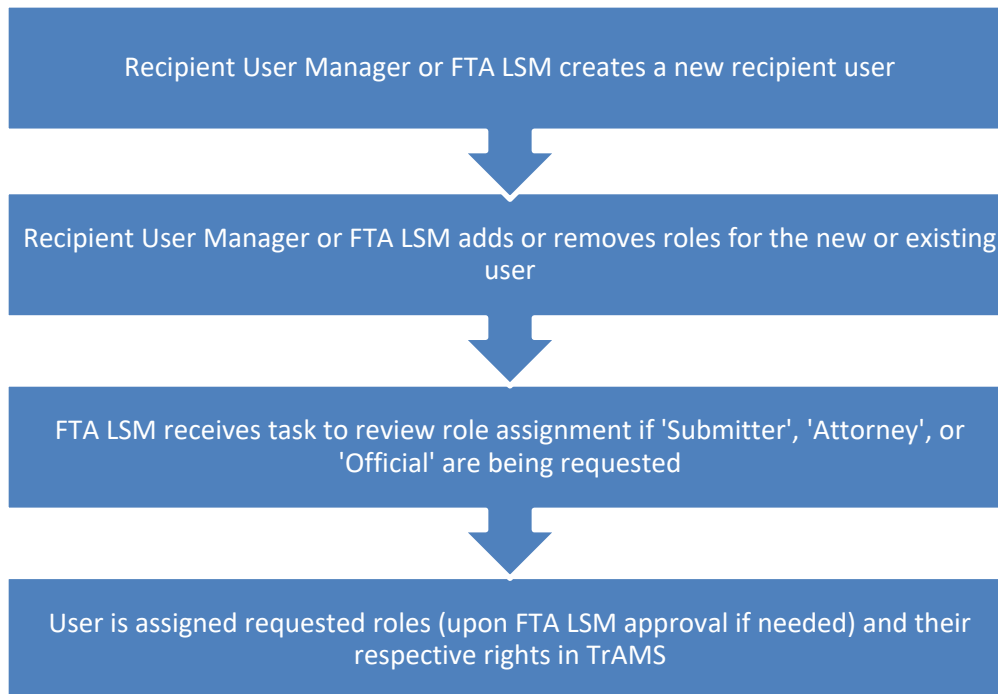 Recipient User Manager or FTA LSM creates a new recipient user
Recipient User Manager or FTA LSM adds or removes roles for the new or existing
user
FTA LSM receives task to review role assignment if 'Submitter', 'Attorney', or
'Official' are being requested
User is assigned requested roles (upon FTA LSM approval if needed) and their
respective rights in TrAMS